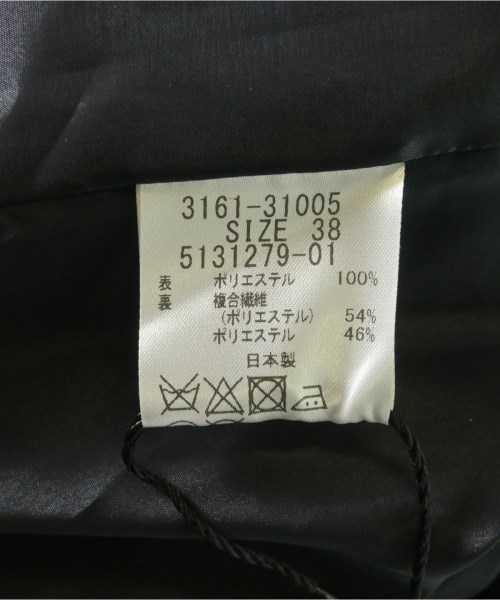 3161-31005
SIZE 38
5131279-01
表 ポリエステル 100%
裏 複合繊維
(ポリエステル) 54%
ポリエステル 46%
日本製